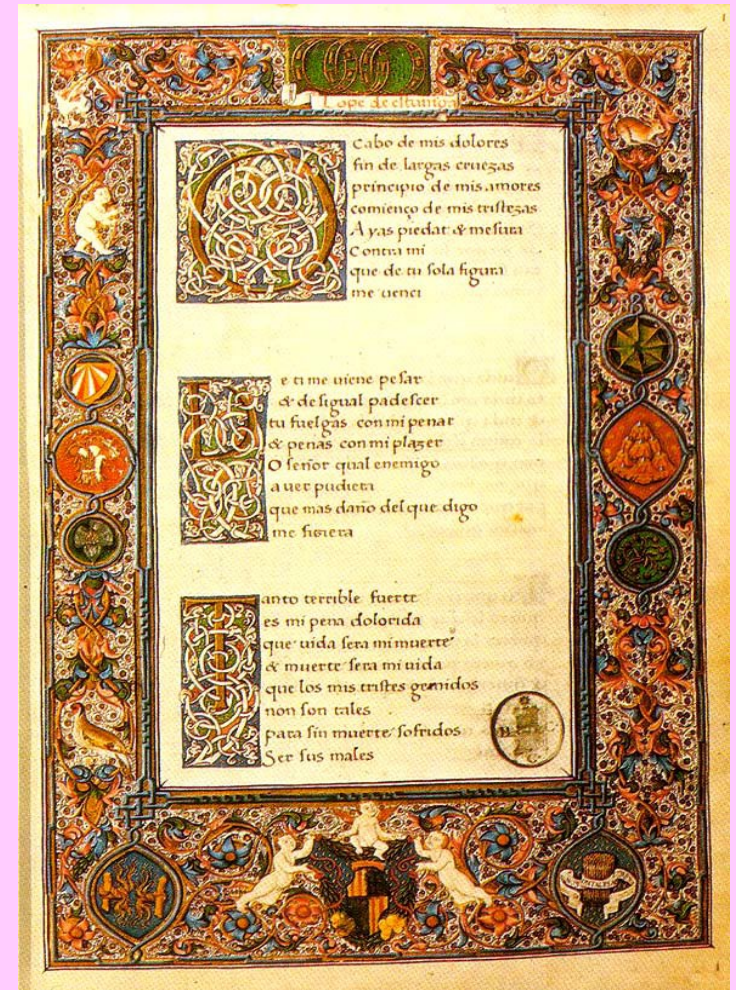 Lope de estuniga
O Cabo de mis dolores
fin de largas cruezas
principio de mis amores
comienço de mis tristezas
Ayas piedat & mesura
Contra mi
que de tu sola figura
me uenci
De ti me uiene pesar
& desigual padescer
tu fuelgas con mi penar
& penas con mi plazer
O señor qual enemigo
auer pudiera
que mas daño del que digo
me fiziera
Tanto terrible fuerte
es mi pena dolorida
que uida sera mi muerte
& muerte sera mi uida
que los mis tristes gemidos
non son tales
para sin muerte sofridos
Ser sus males